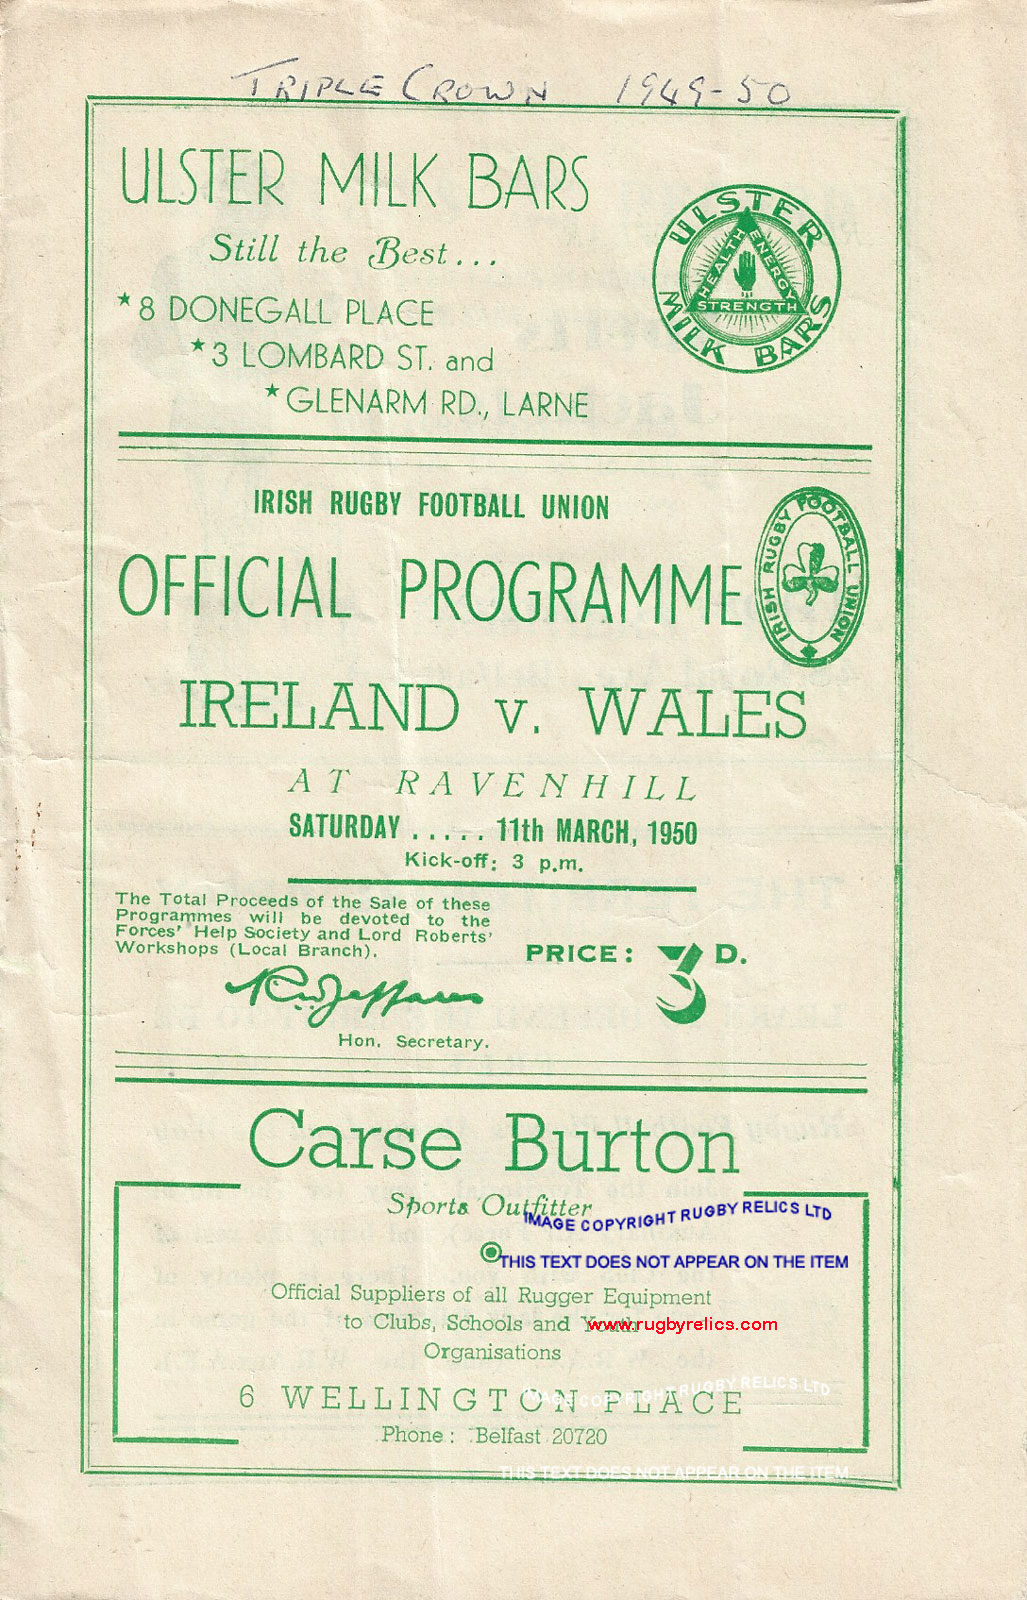 TRIPLE CROWN 1949-50
ULSTER MILK BARS
Still the Best...
★ 8 DONEGALL PLACE
★ 3 LOMBARD ST. and
★ GLENARM RD., LARNE
ULSTER MILK BARS
HEALTH ENERGY STRENGTH
IRISH RUGBY FOOTBALL UNION
OFFICIAL PROGRAMME
IRISH RUGBY FOOTBALL UNION
IRELAND v. WALES
AT RAVENHILL
SATURDAY ..... 11th MARCH, 1950
Kick-off: 3 p.m.
The Total Proceeds of the Sale of these
Programmes will be devoted to the
Forces' Help Society and Lord Roberts'
Workshops (Local Branch).
PRICE: 3 D.
Hon. Secretary.
Carse Burton
Sports Outfitter
IMAGE COPYRIGHT RUGBY RELICS LTD
THIS TEXT DOES NOT APPEAR ON THE ITEM
Official Suppliers of all Rugger Equipment
to Clubs, Schools and Youth
www.rugbyrelics.com
Organisations
IMAGE COPYRIGHT RUGBY RELICS LTD
6 WELLINGTON PLACE
Phone: Belfast 20720
THIS TEXT DOES NOT APPEAR ON THE ITEM